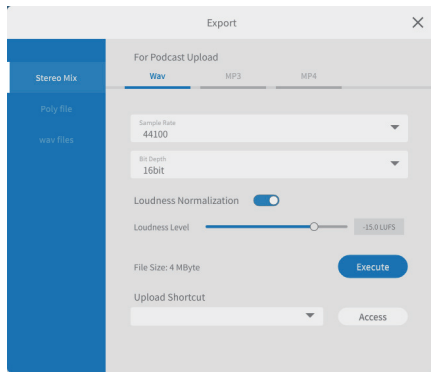 Export
Stereo Mix
Poly file
wav files
For Podcast Upload
Wav MP3 MP4
Sample Rate
44100
Bit Depth
16bit
Loudness Normalization
Loudness Level -15.0 LUFS
File Size: 4 MByte Execute
Upload Shortcut
Access